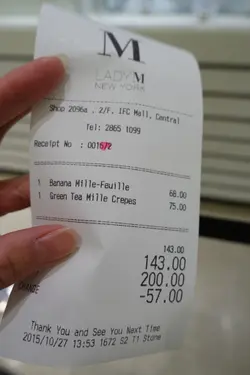 M
LADY M
NEW YORK
Shop 2096a , 2/F, IFC Mall, Central
Tel: 2865 1099
Receipt No : 001672
1 Banana Mille-Feuille 68.00
1 Green Tea Mille Crepes 75.00
143.00
143.00
200.00
CHANGE -57.00
Thank You and See You Next Time
2015/10/27 13:53 1672 S2 T1 Stone